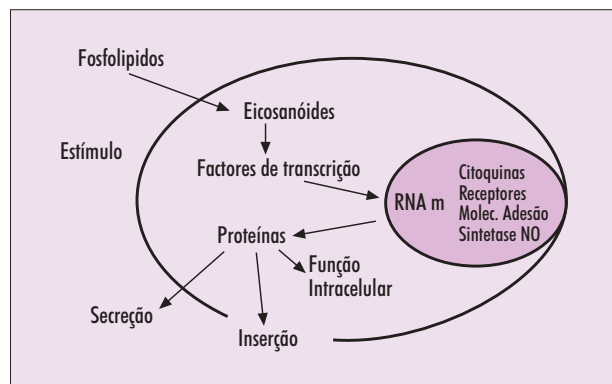 Fosfolipidos
Eicosanóides
Estímulo
Factores de transcrição
RNA m
Citoquinas
Receptores
Molec. Adesão
Sintetase NO
Proteínas
Função
Intracelular
Secreção
Inserção